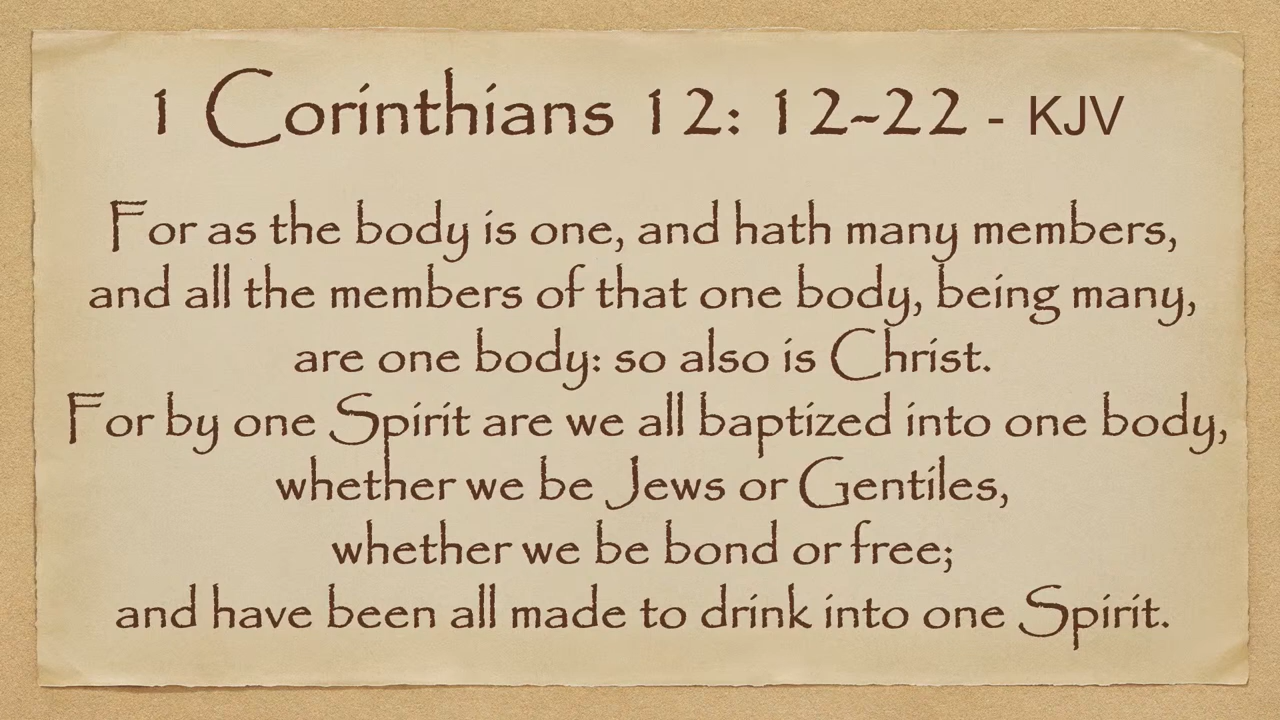 1 Corinthians 12: 12~22 - KJV
For as the body is one, and hath many members,
and all the members of that one body, being many,
are one body: so also is Christ.
For by one Spirit are we all baptized into one body,
whether we be Jews or Gentiles,
whether we be bond or free;
and have been all made to drink into one Spirit.